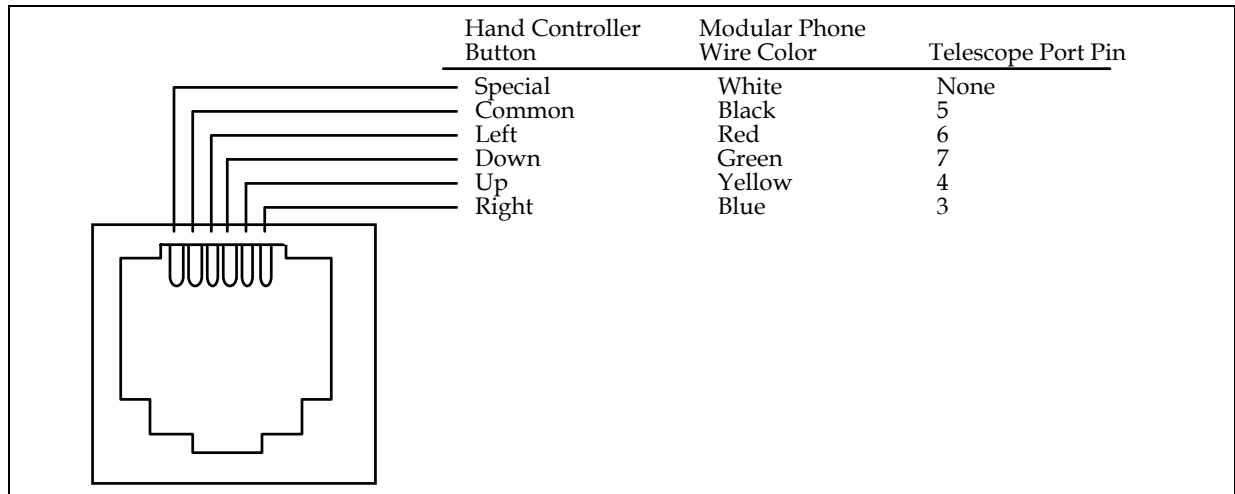 Hand Controller Button Modular Phone Wire Color Telescope Port Pin
Special White None
Common Black 5
Left Red 6
Down Green 7
Up Yellow 4
Right Blue 3